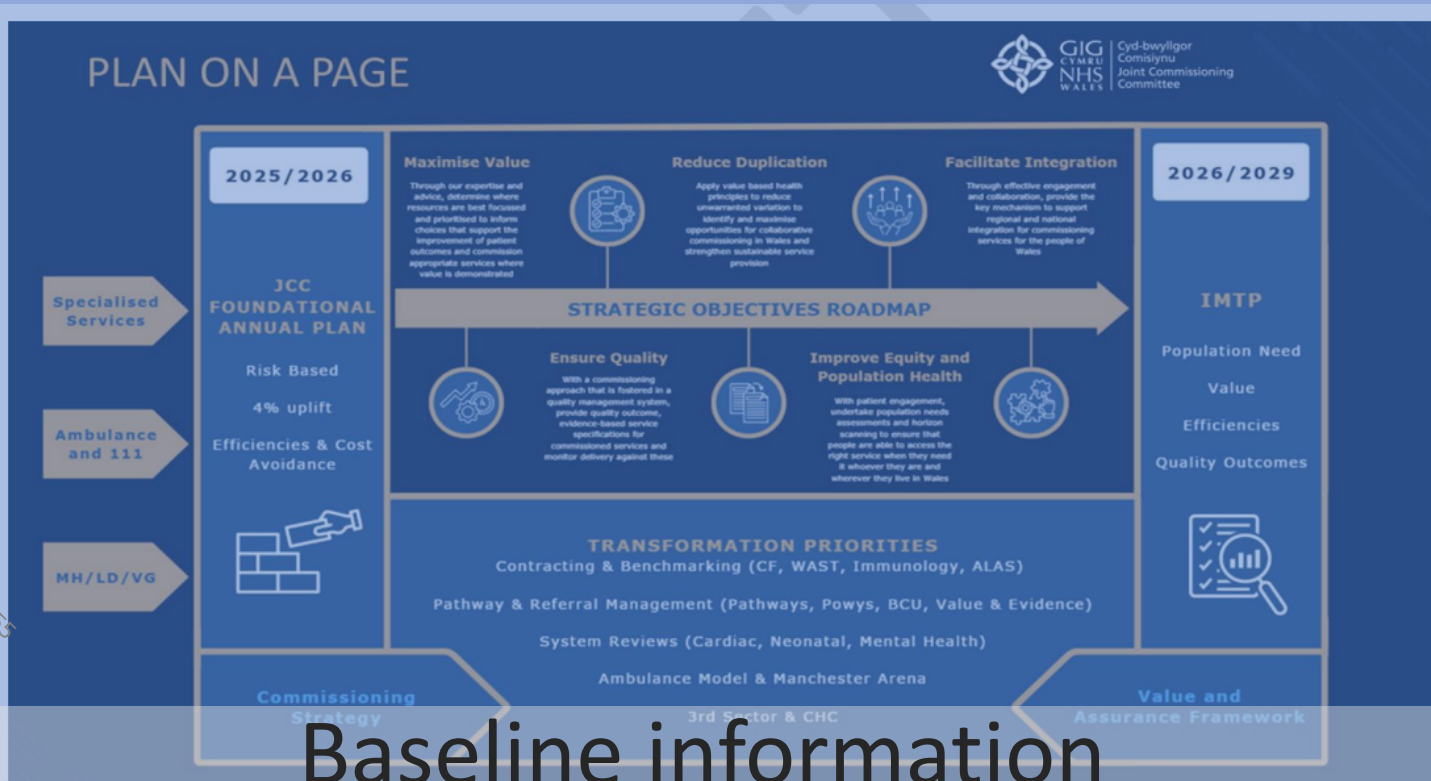 PLAN ON A PAGE
GIG
CYMRU
NHS
WALES
Cyd-bwyllgor
Comisiynu
Joint Commissioning
Committee
Specialised
Services
Ambulance
and 111
MH/LD/VG
2025/2026
JCC
FOUNDATIONAL
ANNUAL PLAN
Risk Based
4% uplift
Efficiencies & Cost
Avoidance
Maximise Value
Through our expertise and
advice, determine where
resources are best focussed
and prioritised to inform
choices that support the
improvement of patient
outcomes and commission
appropriate services where
value is demonstrated
Reduce Duplication
Apply value based health
principles to reduce
unwarranted variation to
identify and maximise
opportunities for collaborative
commissioning in Wales and
strengthen sustainable service
provision
Facilitate Integration
Through effective engagement
and collaboration, provide the
key mechanism to support
regional and national
integration for commissioning
services for the people of
Wales
STRATEGIC OBJECTIVES ROADMAP
Ensure Quality
With a commissioning
approach that is fostered in a
quality management system,
provide quality outcome,
evidence-based service
specifications for
commissioned services and
monitor delivery against these
Improve Equity and
Population Health
With patient engagement,
undertake population needs
assessments and horizon
scanning to ensure that
people are able to access the
right service when they need
it whoever they are and
wherever they live in Wales
2026/2029
IMTP
Population Need
Value
Efficiencies
Quality Outcomes
TRANSFORMATION PRIORITIES
Contracting & Benchmarking (CF, WAST, Immunology, ALAS)
Pathway & Referral Management (Pathways, Powys, BCU, Value & Evidence)
System Reviews (Cardiac, Neonatal, Mental Health)
Ambulance Model & Manchester Arena
3rd Sector & CHC
Commissioning
Strategy
Value and
Assurance Framework
Baseline information